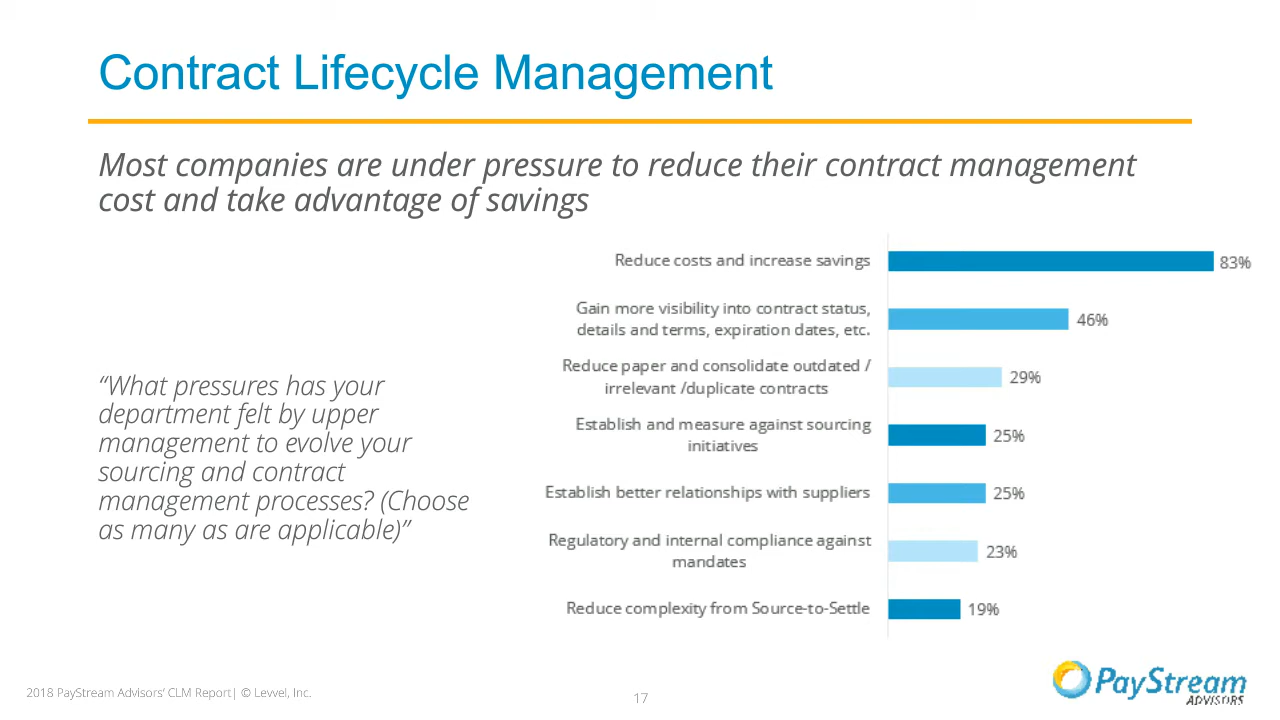 Contract Lifecycle Management
Most companies are under pressure to reduce their contract management
cost and take advantage of savings
“What pressures has your
department felt by upper
management to evolve your
sourcing and contract
management processes? (Choose
as many as are applicable)”
Reduce costs and increase savings
83%
Gain more visibility into contract status,
details and terms, expiration dates, etc.
46%
Reduce paper and consolidate outdated /
irrelevant /duplicate contracts
29%
Establish and measure against sourcing
initiatives
25%
Establish better relationships with suppliers
25%
Regulatory and internal compliance against
mandates
23%
Reduce complexity from Source-to-Settle
19%
2018 PayStream Advisors’ CLM Report| © Levvel, Inc.
17
PayStream
ADVISORS